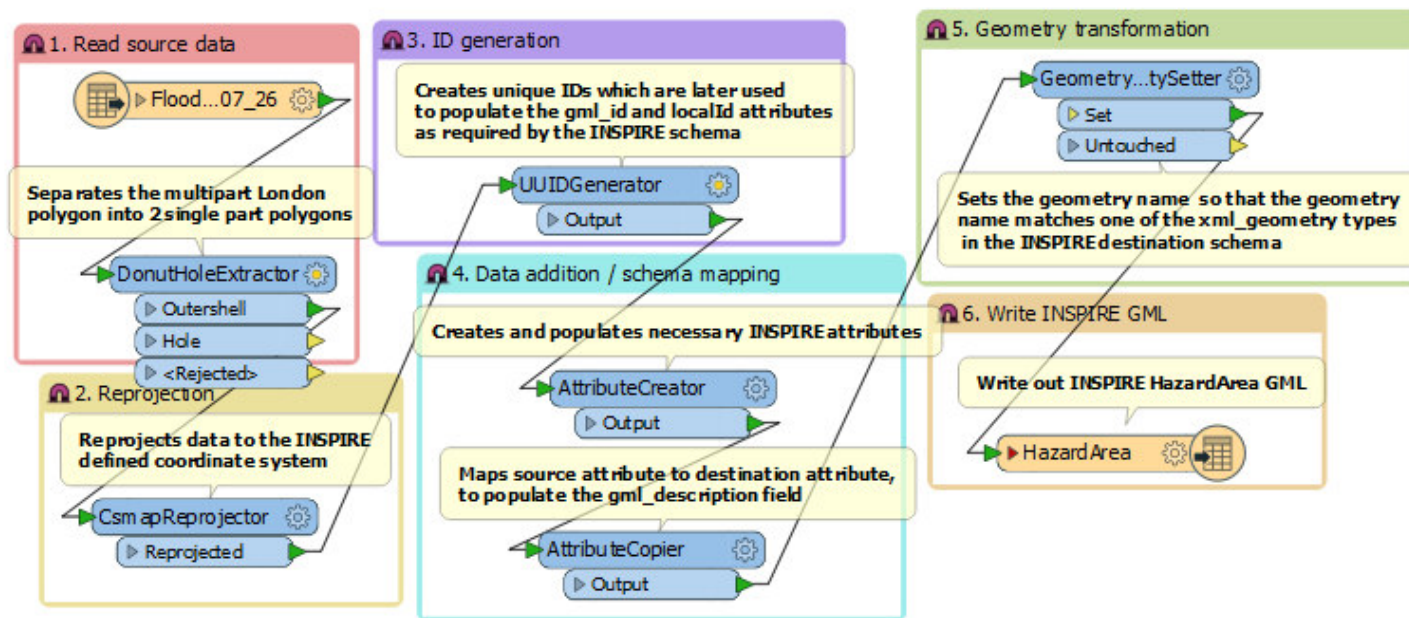 1. Read source data
Flood...07_26
Separates the multipart London
polygon into 2 single part polygons
DonutHoleExtractor
Outershell
Hole
<Rejected>
2. Reprojection
Reprojects data to the INSPIRE
defined coordinate system
CsmapReprojector
Reprojected
3. ID generation
Creates unique IDs which are later used
to populate the gml_id and localId attributes
as required by the INSPIRE schema
UUIDGenerator
Output
4. Data addition / schema mapping
Creates and populates necessary INSPIRE attributes
AttributeCreator
Output
Maps source attribute to destination attribute,
to populate the gml_description field
AttributeCopier
Output
5. Geometry transformation
Geometry...tySetter
Set
Untouched
Sets the geometry name so that the geometry
name matches one of the xml_geometry types
in the INSPIRE destination schema
6. Write INSPIRE GML
Write out INSPIRE HazardArea GML
HazardArea